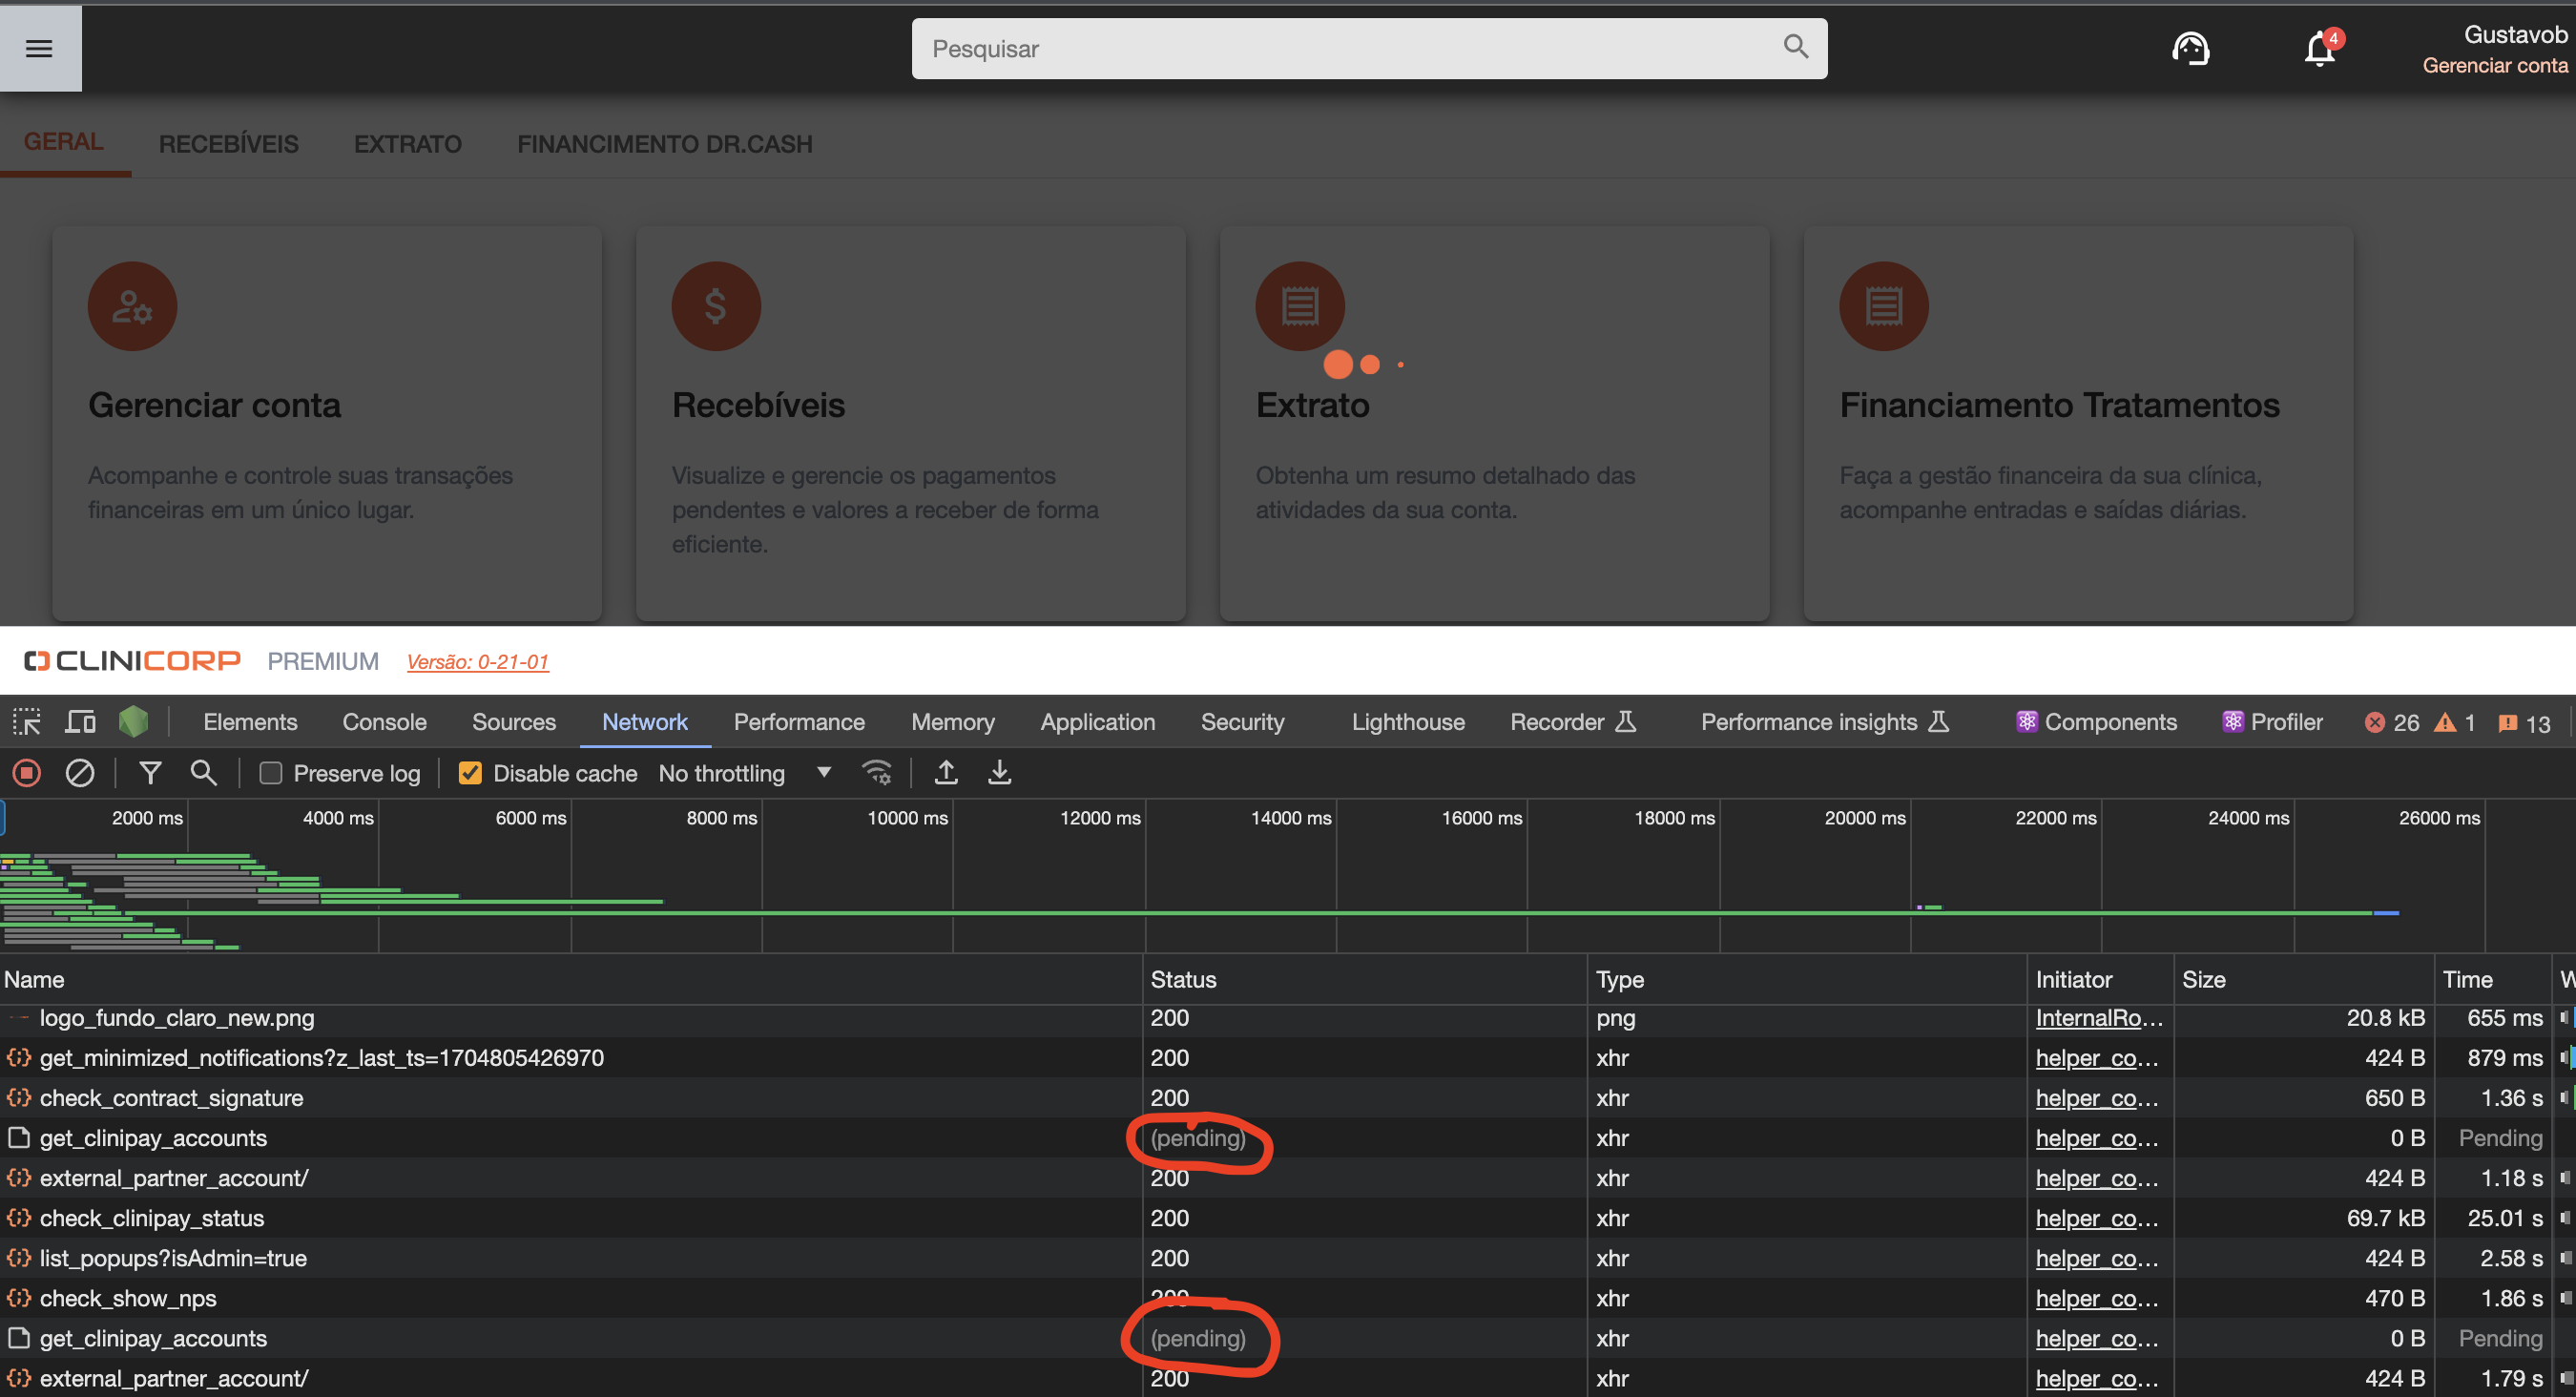 Pesquisar
4
Gustavob
Gerenciar conta
GERAL
RECEBÍVEIS
EXTRATO
FINANCIMENTO DR.CASH
Gerenciar conta
Acompanhe e controle suas transações
financeiras em um único lugar.
Recebíveis
Visualize e gerencie os pagamentos
pendentes e valores a receber de forma
eficiente.
Extrato
Obtenha um resumo detalhado das
atividades da sua conta.
Financiamento Tratamentos
Faça a gestão financeira da sua clínica,
acompanhe entradas e saídas diárias.
CLINICORP PREMIUM Versão: 0-21-01
Elements Console Sources Network Performance Memory Application Security Lighthouse Recorder Performance insights Components Profiler 26 1 13
Preserve log Disable cache No throttling
2000 ms 4000 ms 6000 ms 8000 ms 10000 ms 12000 ms 14000 ms 16000 ms 18000 ms 20000 ms 22000 ms 24000 ms 26000 ms
Name Status Type Initiator Size Time W
logo_fundo_claro_new.png 200 png InternalRo... 20.8 kB 655 ms
get_minimized_notifications?z_last_ts=1704805426970 200 xhr helper_co... 424 B 879 ms
check_contract_signature 200 xhr helper_co... 650 B 1.36 s
get_clinipay_accounts (pending) xhr helper_co... 0 B Pending
external_partner_account/ 200 xhr helper_co... 424 B 1.18 s
check_clinipay_status 200 xhr helper_co... 69.7 kB 25.01 s
list_popups?isAdmin=true 200 xhr helper_co... 424 B 2.58 s
check_show_nps 200 xhr helper_co... 470 B 1.86 s
get_clinipay_accounts (pending) xhr helper_co... 0 B Pending
external_partner_account/ 200 xhr helper_co... 424 B 1.79 s